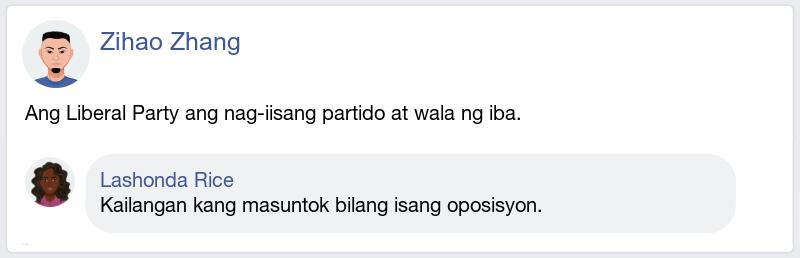 Zihao Zhang
Ang Liberal Party ang nag-iisang partido at wala ng iba.
Lashonda Rice
Kailangan kang masuntok bilang isang oposisyon.